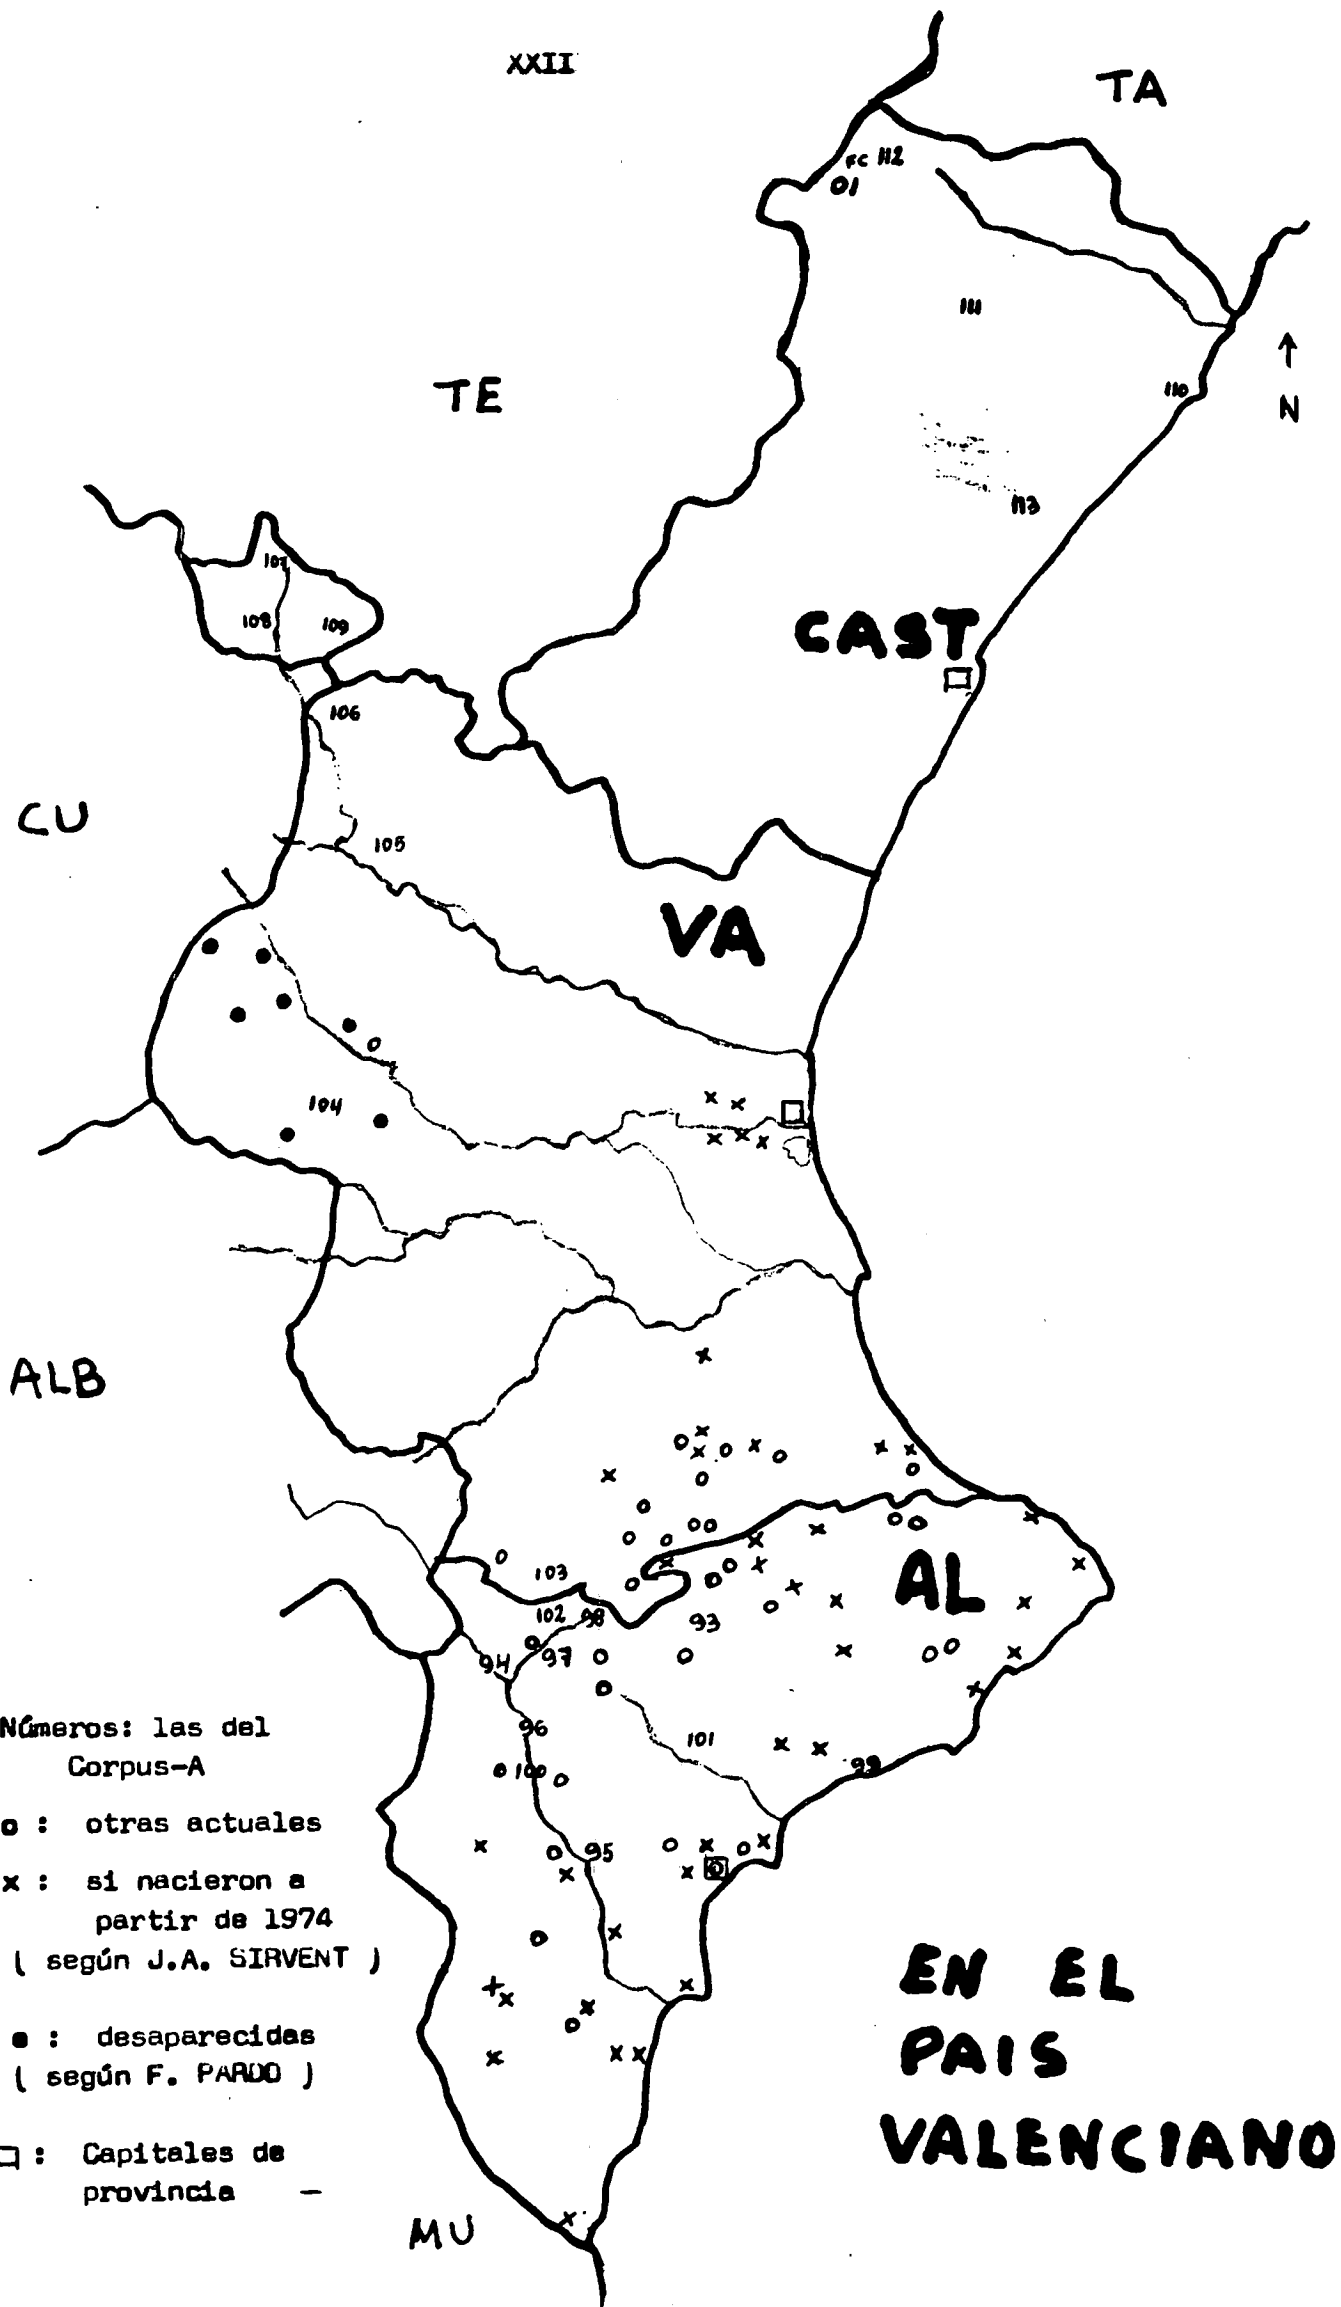 XXII
TA
FC 112
01
111
TE
110
N
113
107
108
109
CAST
106
CU
105
VA
104
ALB
AL
103
102
98
93
94
97
Números: las del
Corpus-A
96
101
99
100
o : otras actuales
95
x : si nacieron a
partir de 1974
( según J.A. SIRVENT )
● : desaparecidas
( según F. PARDO )
EN EL
PAIS
VALENCIANO
□ : Capitales de
provincia —
MU